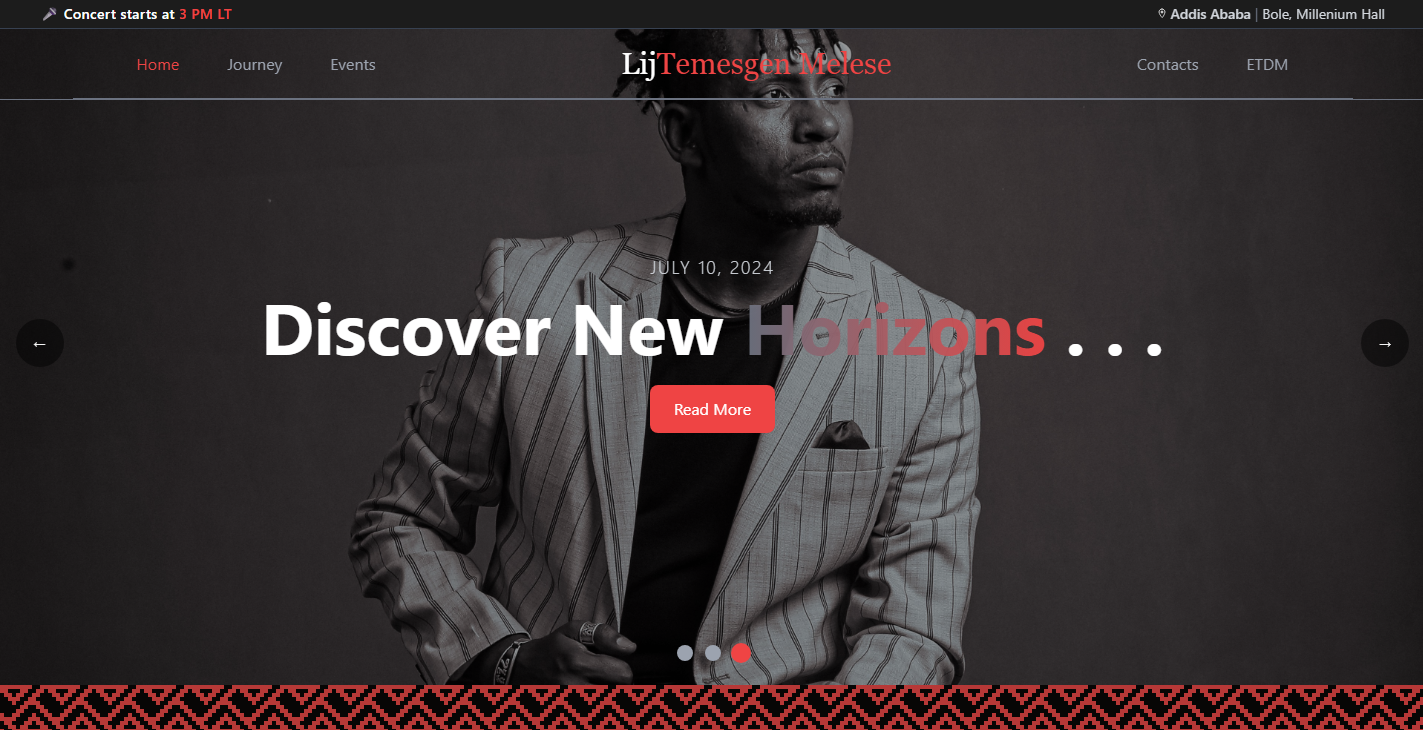 🎤 Concert starts at 3 PM LT
Addis Ababa | Bole, Millenium Hall
Home Journey Events LijTemesgen Melese Contacts ETDM
JULY 10, 2024
Discover New Horizons . . .
← →
Read More